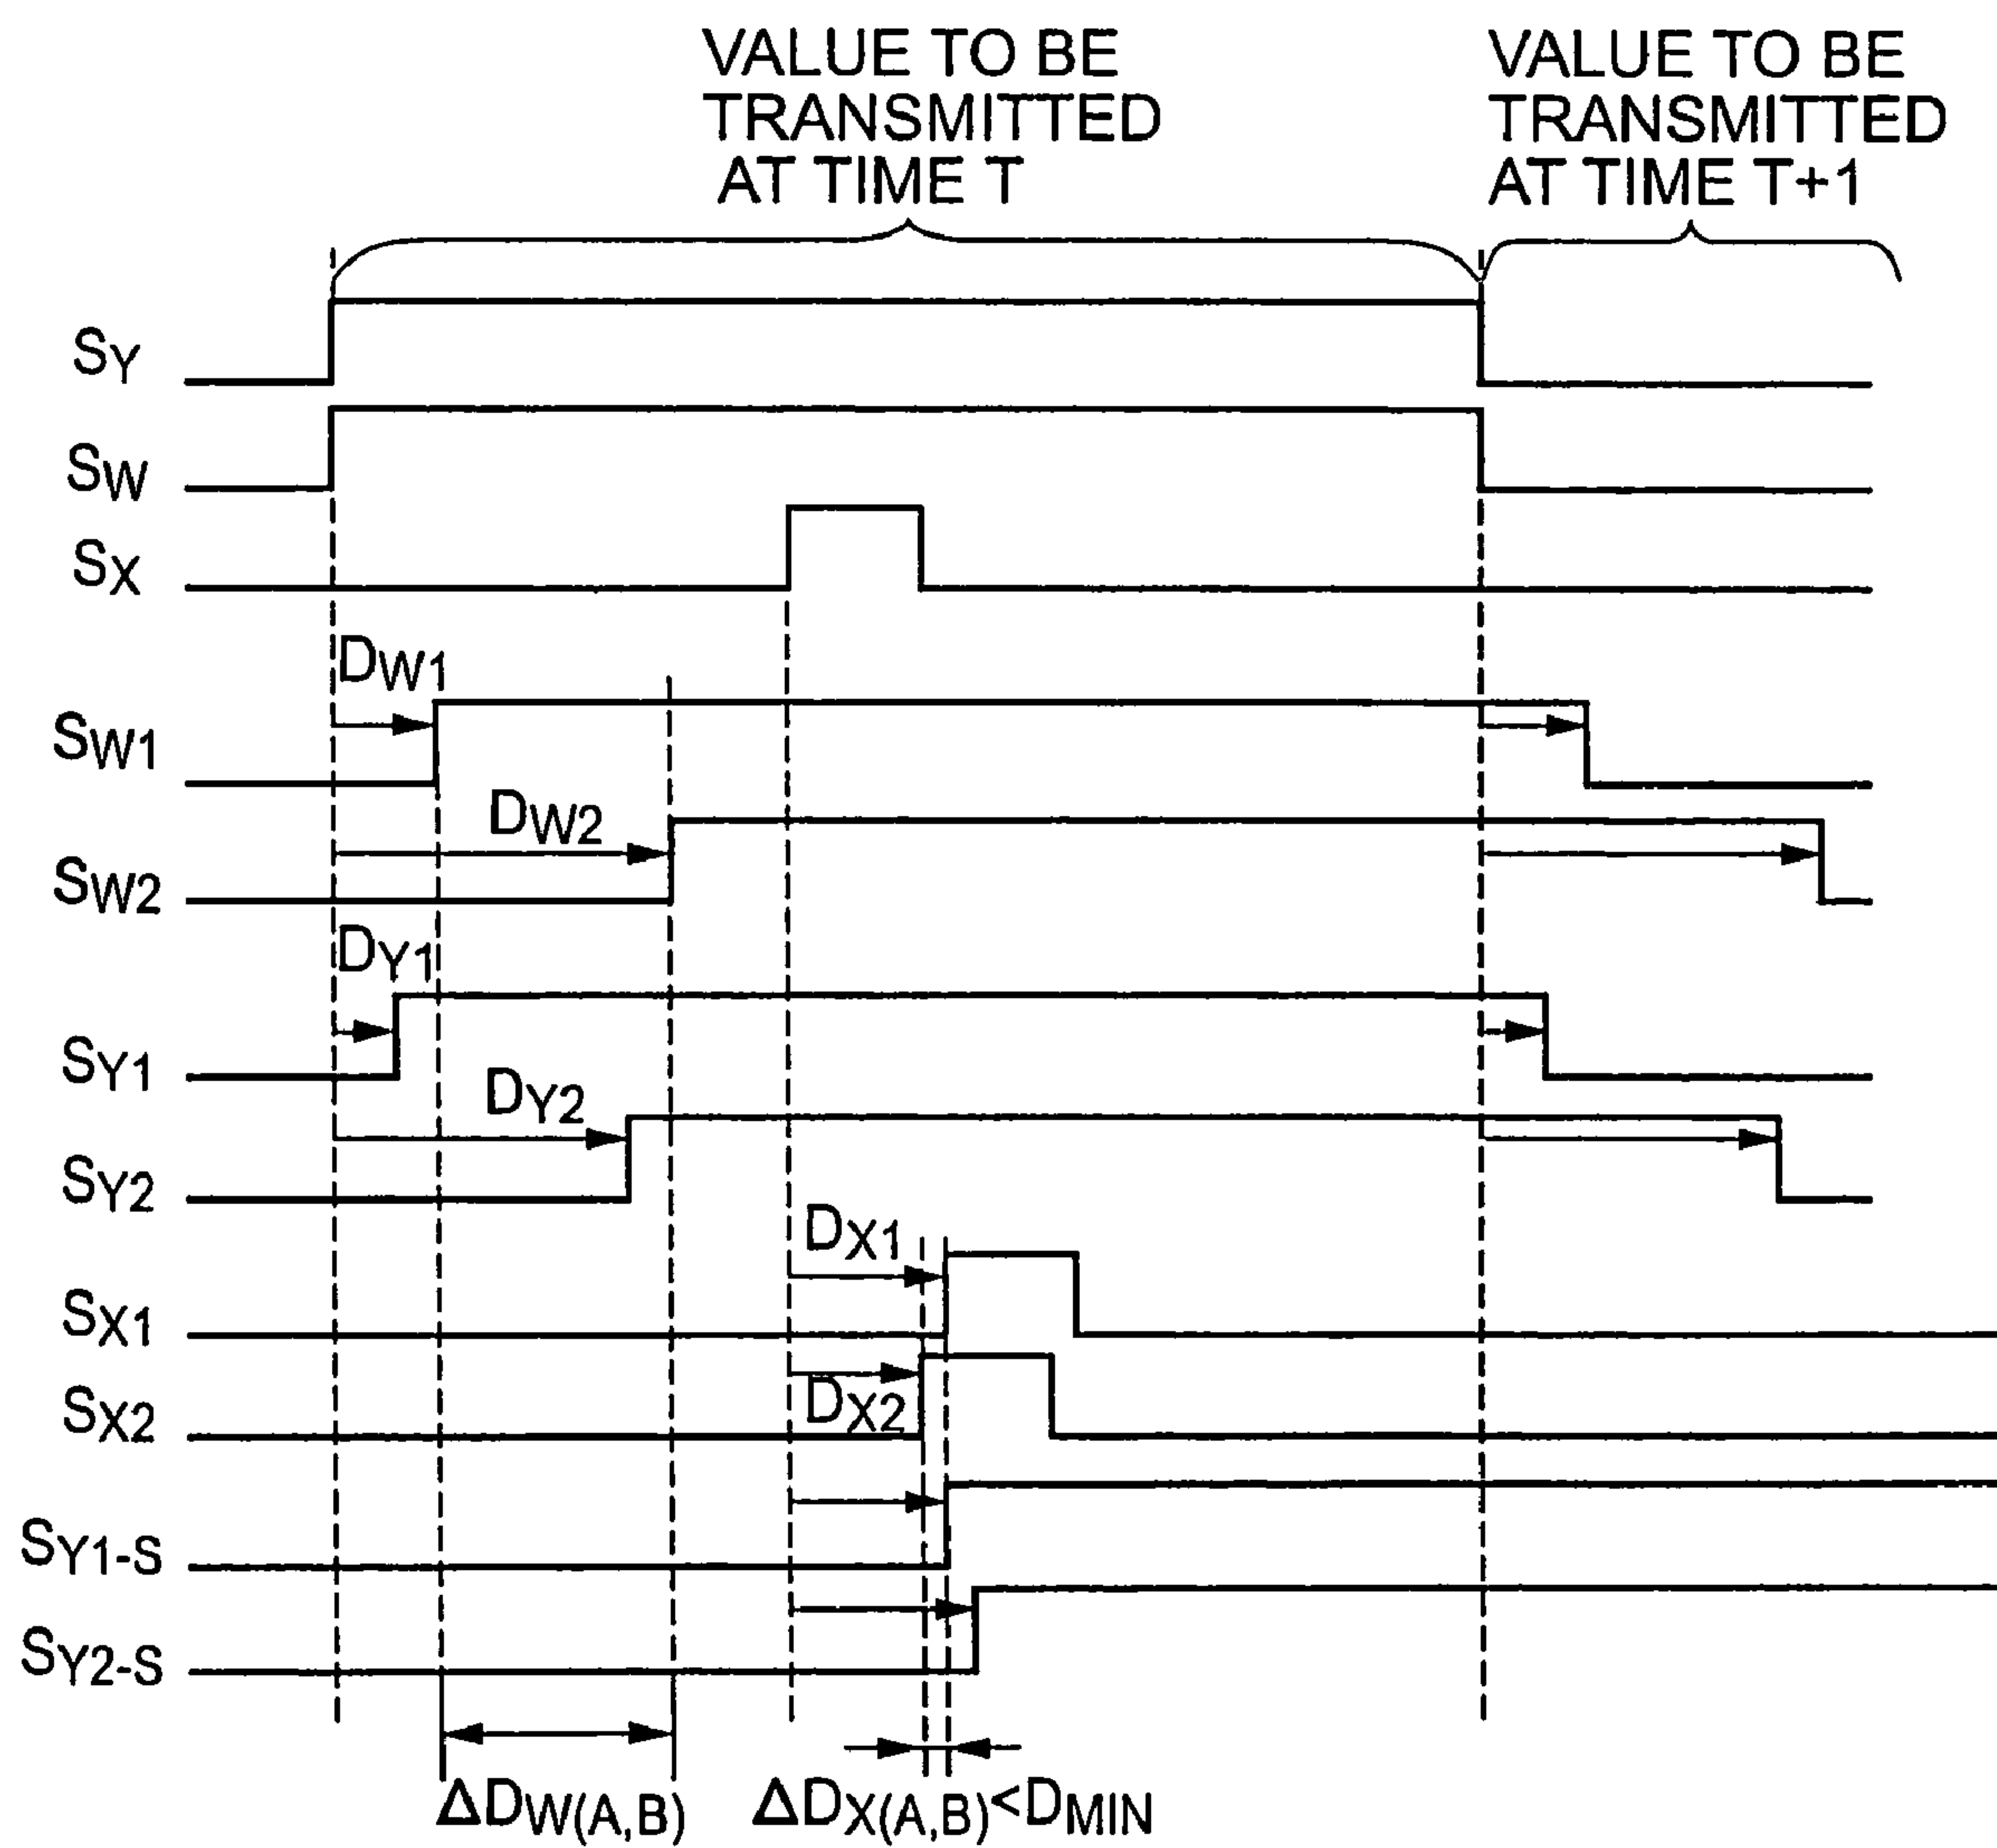 VALUE TO BE
TRANSMITTED
AT TIME T
VALUE TO BE
TRANSMITTED
AT TIME T+1
SY
SW
SX
DW1
SW1
DW2
SW2
DY1
SY1
DY2
SY2
DX1
SX1
DX2
SX2
SY1-S
SY2-S
ΔDW(A,B)
ΔDX(A,B)<DMIN